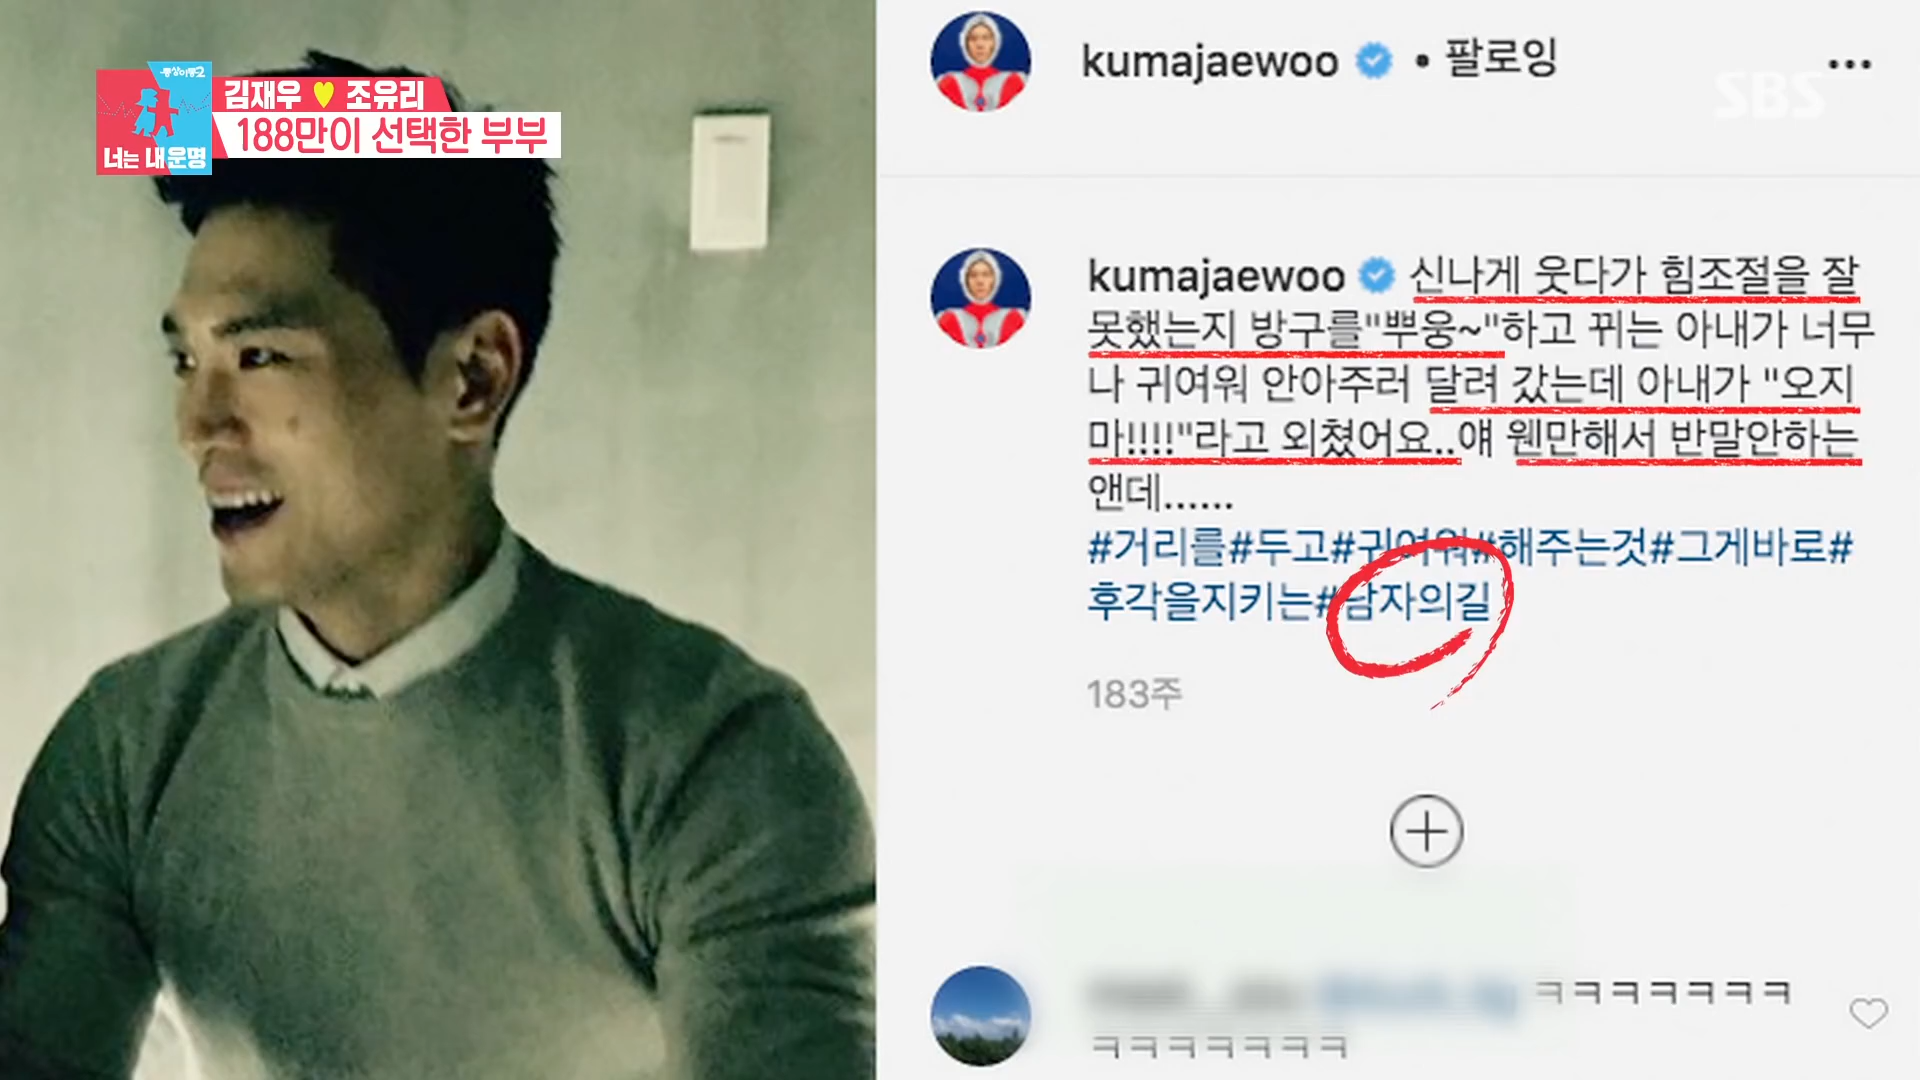 동상이몽2
너는 내 운명
김재우 ♥ 조유리
188만이 선택한 부부
SBS
kumajaewoo • 팔로잉
kumajaewoo 신나게 웃다가 힘조절을 잘
못했는지 방구를"뿌웅~"하고 뀌는 아내가 너무
나 귀여워 안아주러 달려 갔는데 아내가 "오지
마!!!!"라고 외쳤어요..얘 웬만해서 반말안하는
앤데......
#거리를#두고#귀여워#해주는것#그게바로#
후각을지키는#남자의길
183주
ㅋㅋㅋㅋㅋㅋㅋ
ㅋㅋㅋㅋㅋㅋㅋ